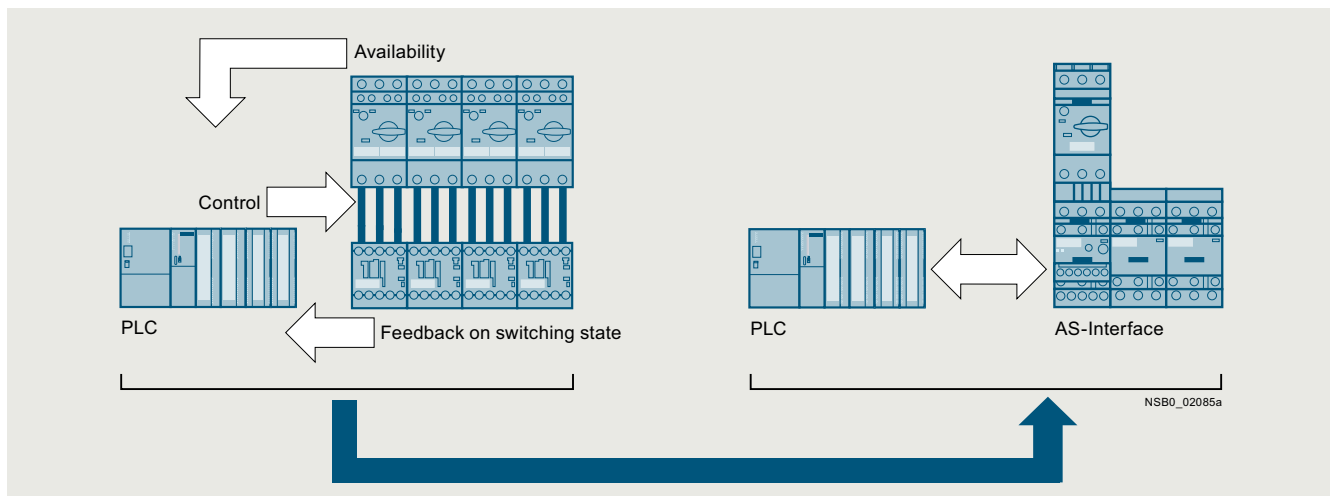 Availability
Control
PLC
Feedback on switching state
PLC
AS-Interface
NSB0_02085a